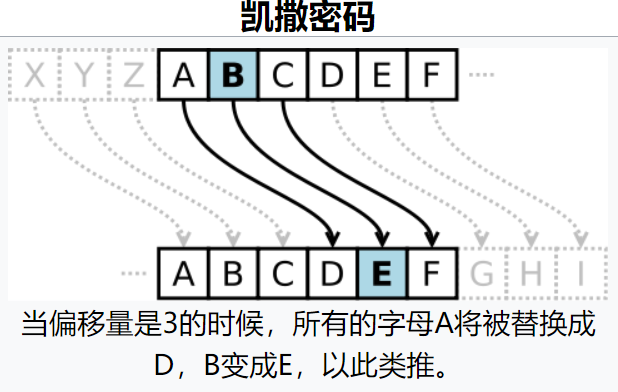 凯撒密码
X Y Z A B C D E F ····
···· A B C D E F G H I
当偏移量是3的时候，所有的字母A将被替换成
D，B变成E，以此类推。